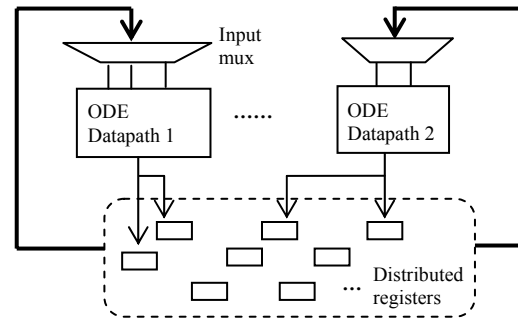 Input
mux
ODE
Datapath 1
......
ODE
Datapath 2
... Distributed
registers